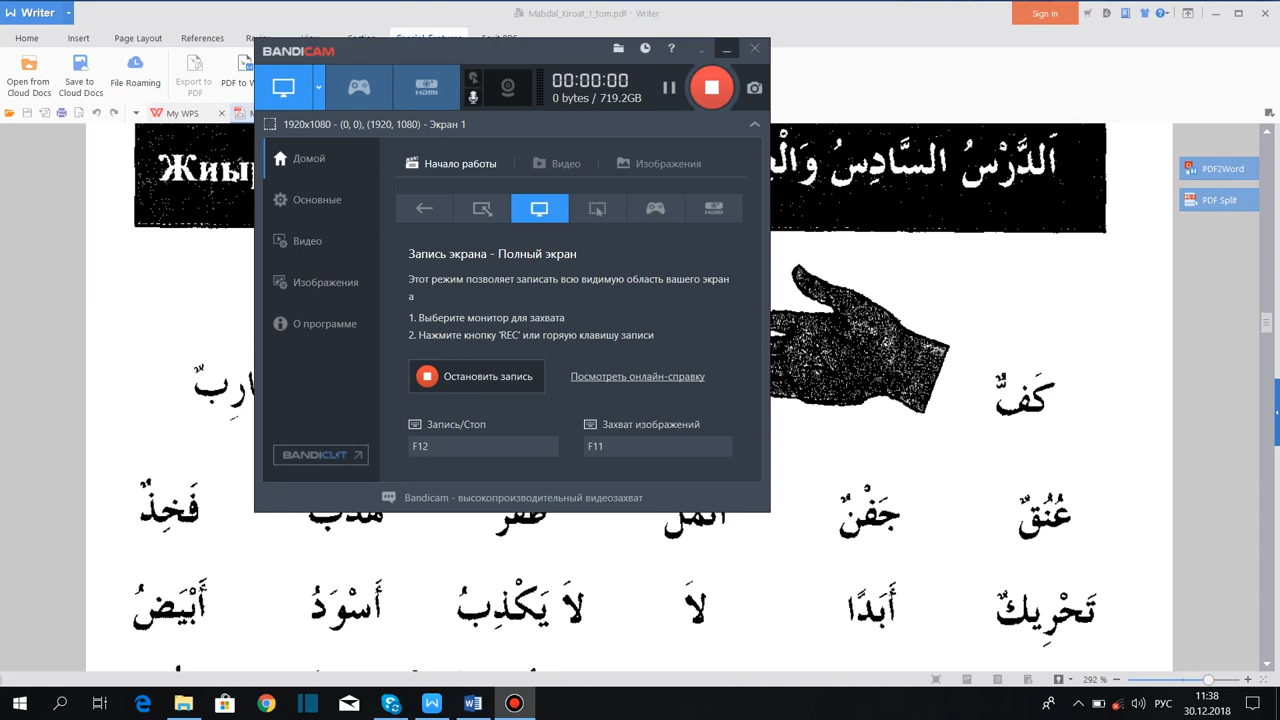 Writer
Mabdal_Kiroat_1_tom.pdf - Writer
Sign in
Home Insert Page Layout References
Open from Cloud Docs
Save to Cloud Docs
File Roaming
Export to PDF
PDF to
My WPS
BANDICAM
HDMI
00:00:00
0 bytes / 719.2GB
1920x1080 - (0, 0), (1920, 1080) - Экран 1
Домой
Основные
Видео
Изображения
О программе
BANDICUT
Начало работы Видео Изображения
HDMI
Запись экрана - Полный экран
Этот режим позволяет записать всю видимую область вашего экран
а
1. Выберите монитор для захвата
2. Нажмите кнопку 'REC' или горяую клавишу записи
Остановить запись
Посмотреть онлайн-справку
Запись/Стоп
F12
Захват изображений
F11
Bandicam - высокопроизводительный видеозахват
PDF2Word
PDF Split
اَلدَّرْسُ السَّادِسُ
كَفٌّ
عُنُقٌ جَفْنٌ
فَخِذٌ
تَحْرِيكٌ أَبَدًا لاَ لاَ يَكْذِبُ أَسْوَدُ أَبْيَضُ
292 %
РУС
11:38
30.12.2018